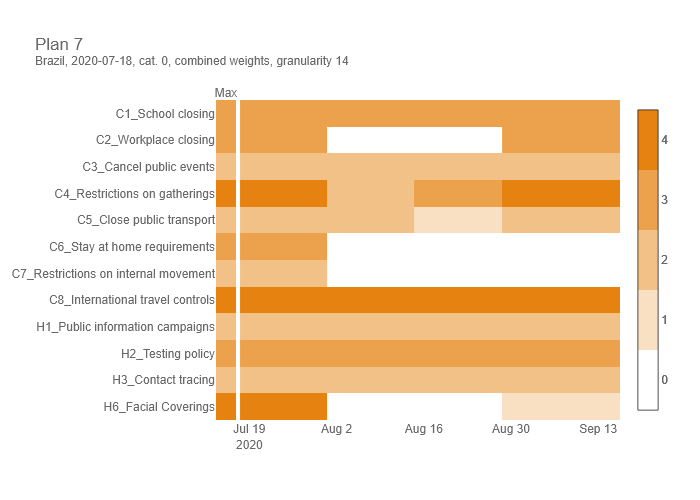 Plan 7
Brazil, 2020-07-18, cat. 0, combined weights, granularity 14
Max
C1_School closing
C2_Workplace closing
C3_Cancel public events
C4_Restrictions on gatherings
C5_Close public transport
C6_Stay at home requirements
C7_Restrictions on internal movement
C8_International travel controls
H1_Public information campaigns
H2_Testing policy
H3_Contact tracing
H6_Facial Coverings
Jul 19 Aug 2 Aug 16 Aug 30 Sep 13
2020
4
3
2
1
0